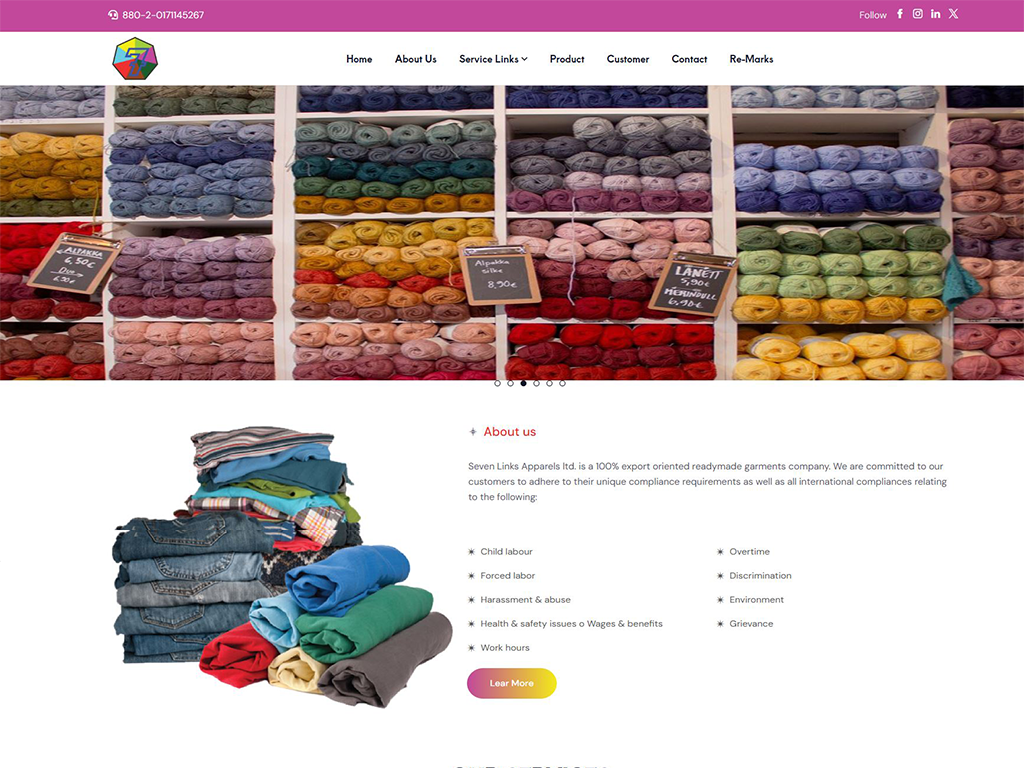 880-2-0171145267
Follow
7
Home About Us Service Links Product Customer Contact Re-Marks
ALPAKKA
6,50€
Alpakka
silke
8,90€
LANETT
5,90€
MERINOULL
6,90€
About us
Seven Links Apparels ltd. is a 100% export oriented readymade garments company. We are committed to our
customers to adhere to their unique compliance requirements as well as all international compliances relating
to the following:
Child labour
Forced labor
Harassment & abuse
Health & safety issues o Wages & benefits
Work hours
Overtime
Discrimination
Environment
Grievance
Lear More